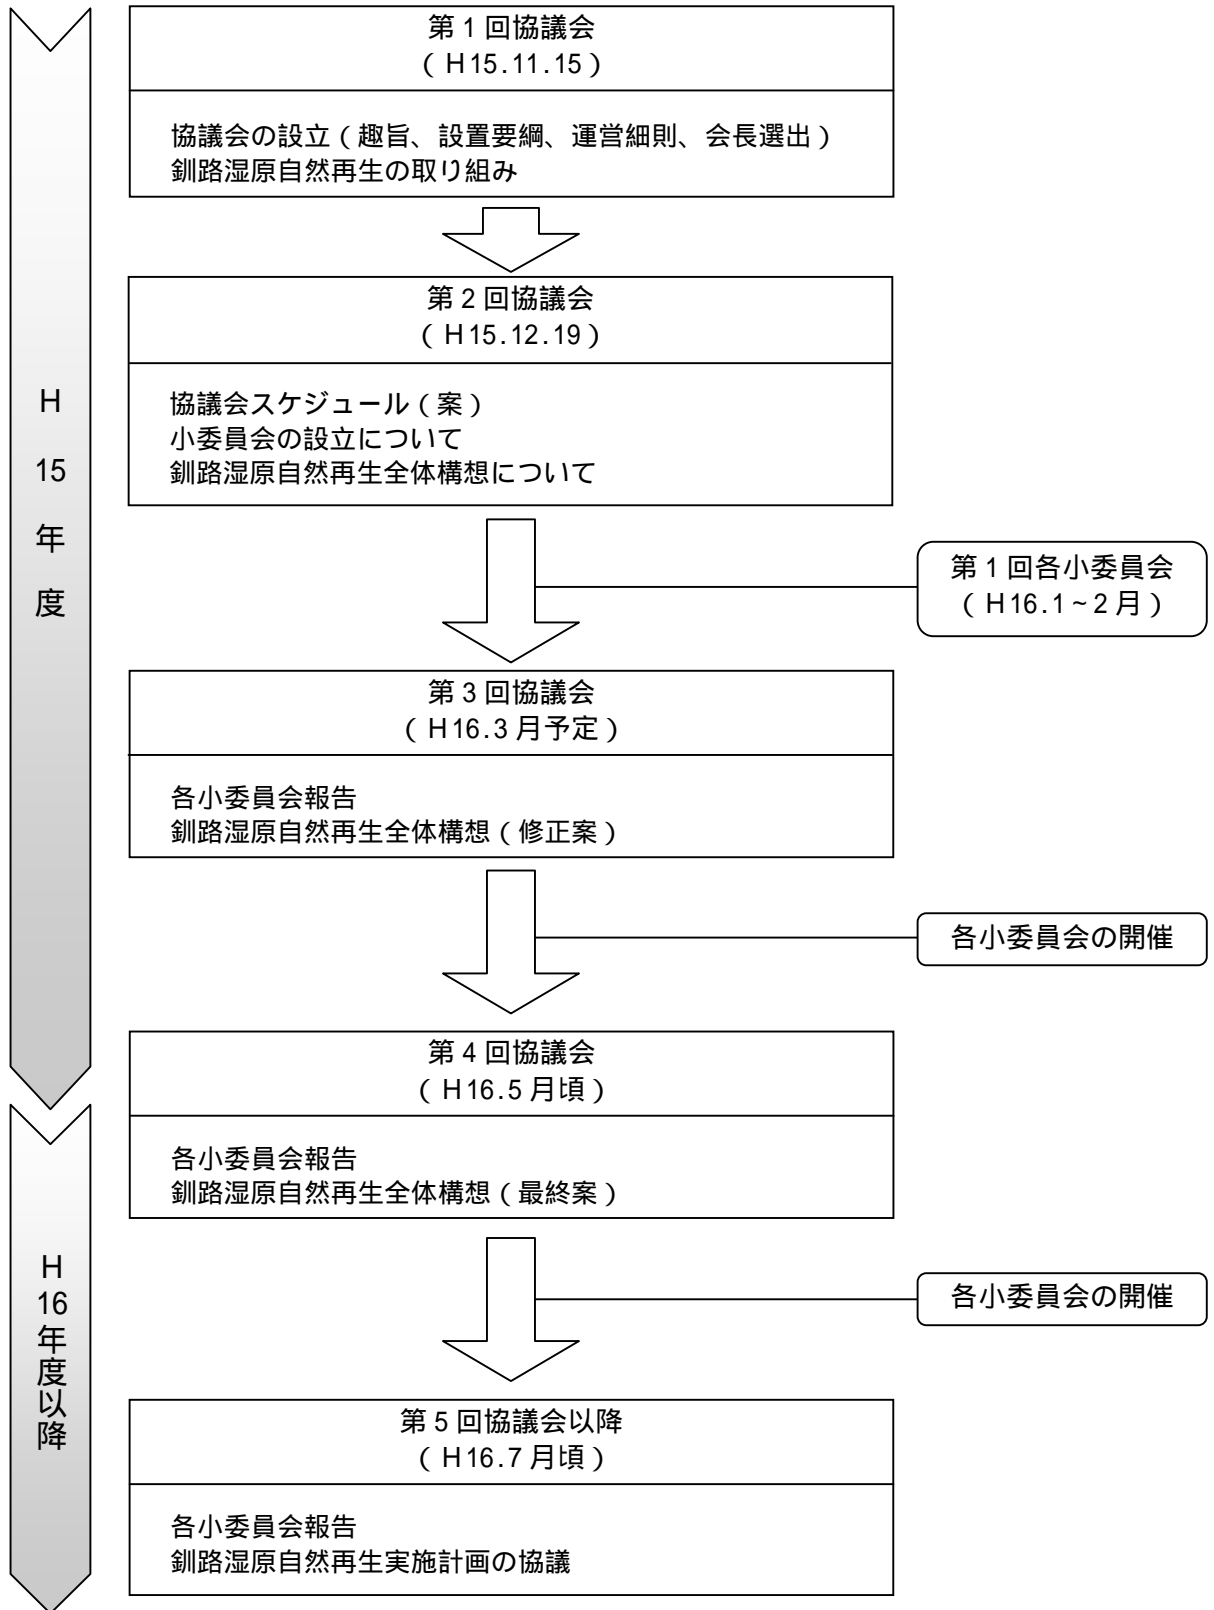 第１回協議会
（Ｈ15.11.15）
協議会の設立（趣旨、設置要綱、運営細則、会長選出）
釧路湿原自然再生の取り組み
第２回協議会
（Ｈ15.12.19）
協議会スケジュール（案）
小委員会の設立について
釧路湿原自然再生全体構想について
Ｈ15年度
第１回各小委員会
（Ｈ16.1～2月）
第３回協議会
（Ｈ16.3月予定）
各小委員会報告
釧路湿原自然再生全体構想（修正案）
各小委員会の開催
第４回協議会
（Ｈ16.5月頃）
各小委員会報告
釧路湿原自然再生全体構想（最終案）
Ｈ16年度以降
各小委員会の開催
第５回協議会以降
（Ｈ16.7月頃）
各小委員会報告
釧路湿原自然再生実施計画の協議